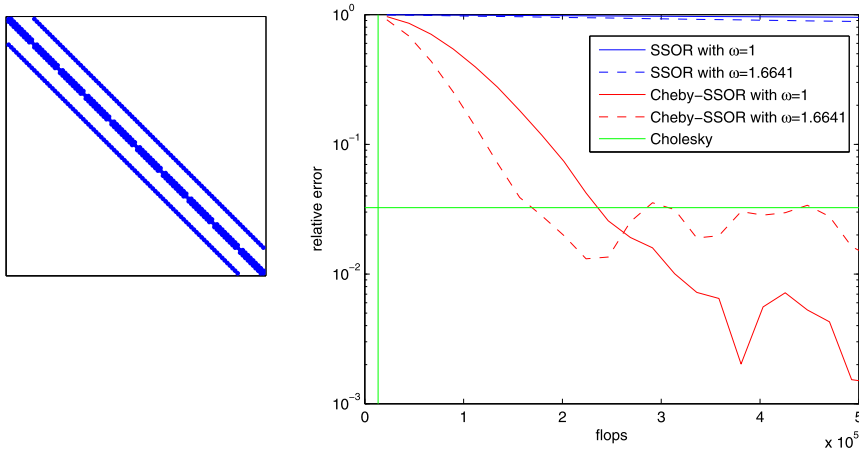 10^0
10^-1
10^-2
10^-3
relative error
SSOR with ω=1
SSOR with ω=1.6641
Cheby-SSOR with ω=1
Cheby-SSOR with ω=1.6641
Cholesky
0 1 2 3 4 5
flops
x 10^5